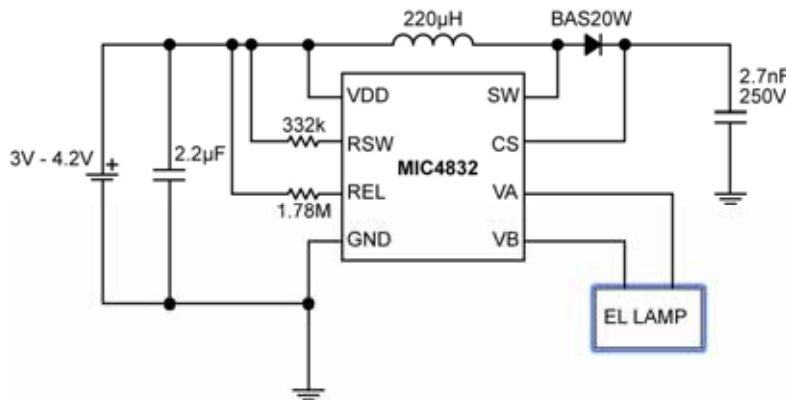 220µH
BAS20W
2.7nF
250V
VDD
SW
332k
RSW
CS
3V - 4.2V
+
2.2µF
MIC4832
REL
VA
1.78M
GND
VB
EL LAMP